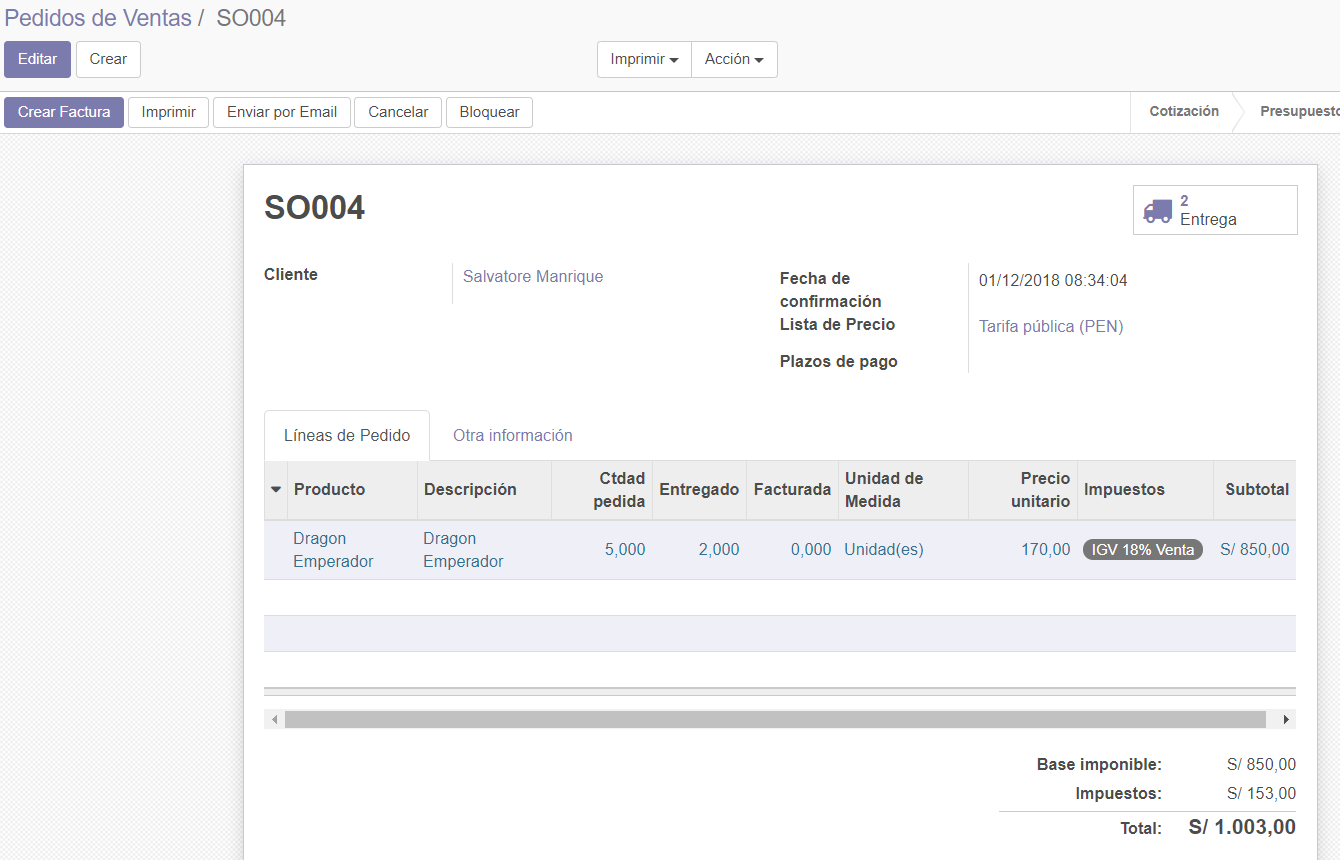 Pedidos de Ventas / SO004
Editar Crear Imprimir Acción
Crear Factura Imprimir Enviar por Email Cancelar Bloquear Cotización Presupuesto
SO004
2
Entrega
Cliente Salvatore Manrique
Fecha de confirmación 01/12/2018 08:34:04
Lista de Precio Tarifa pública (PEN)
Plazos de pago
Líneas de Pedido Otra información
Producto Descripción Ctdad pedida Entregado Facturada Unidad de Medida Precio unitario Impuestos Subtotal
Dragon Emperador Dragon Emperador 5,000 2,000 0,000 Unidad(es) 170,00 IGV 18% Venta S/ 850,00
Base imponible: S/ 850,00
Impuestos: S/ 153,00
Total: S/ 1.003,00